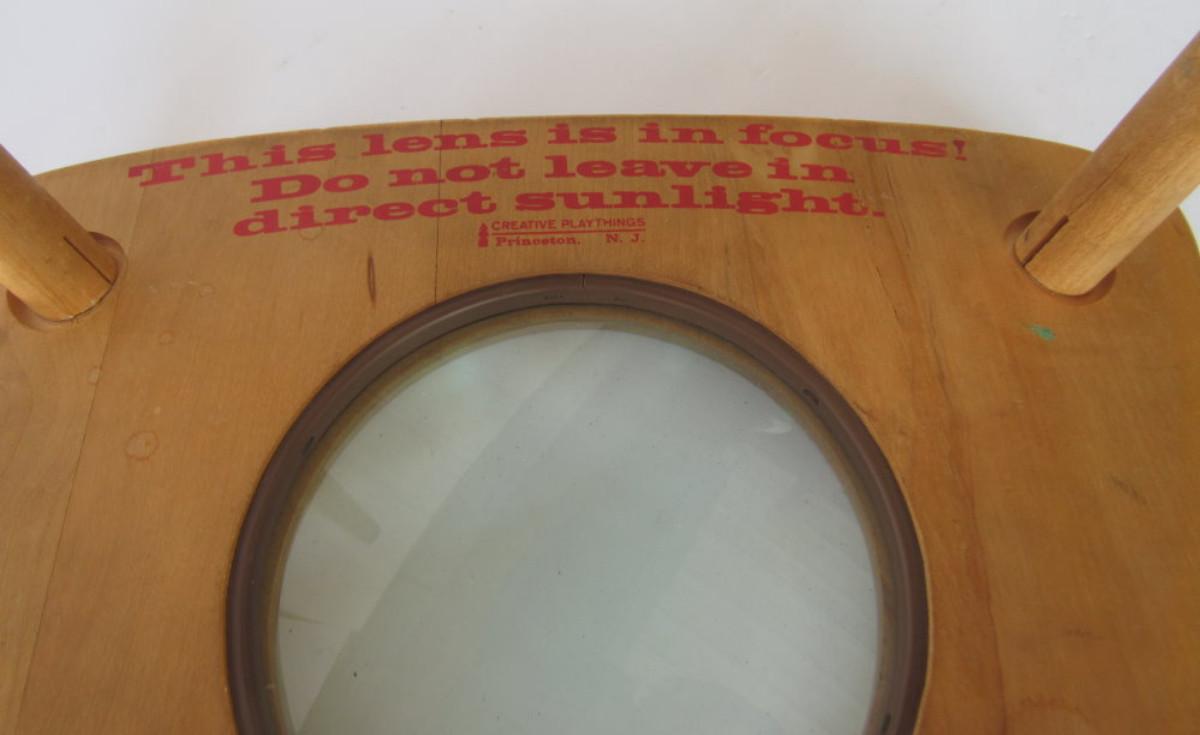 This lens is in focus!
Do not leave in
direct sunlight.
CREATIVE PLAYTHINGS
Princeton. N. J.